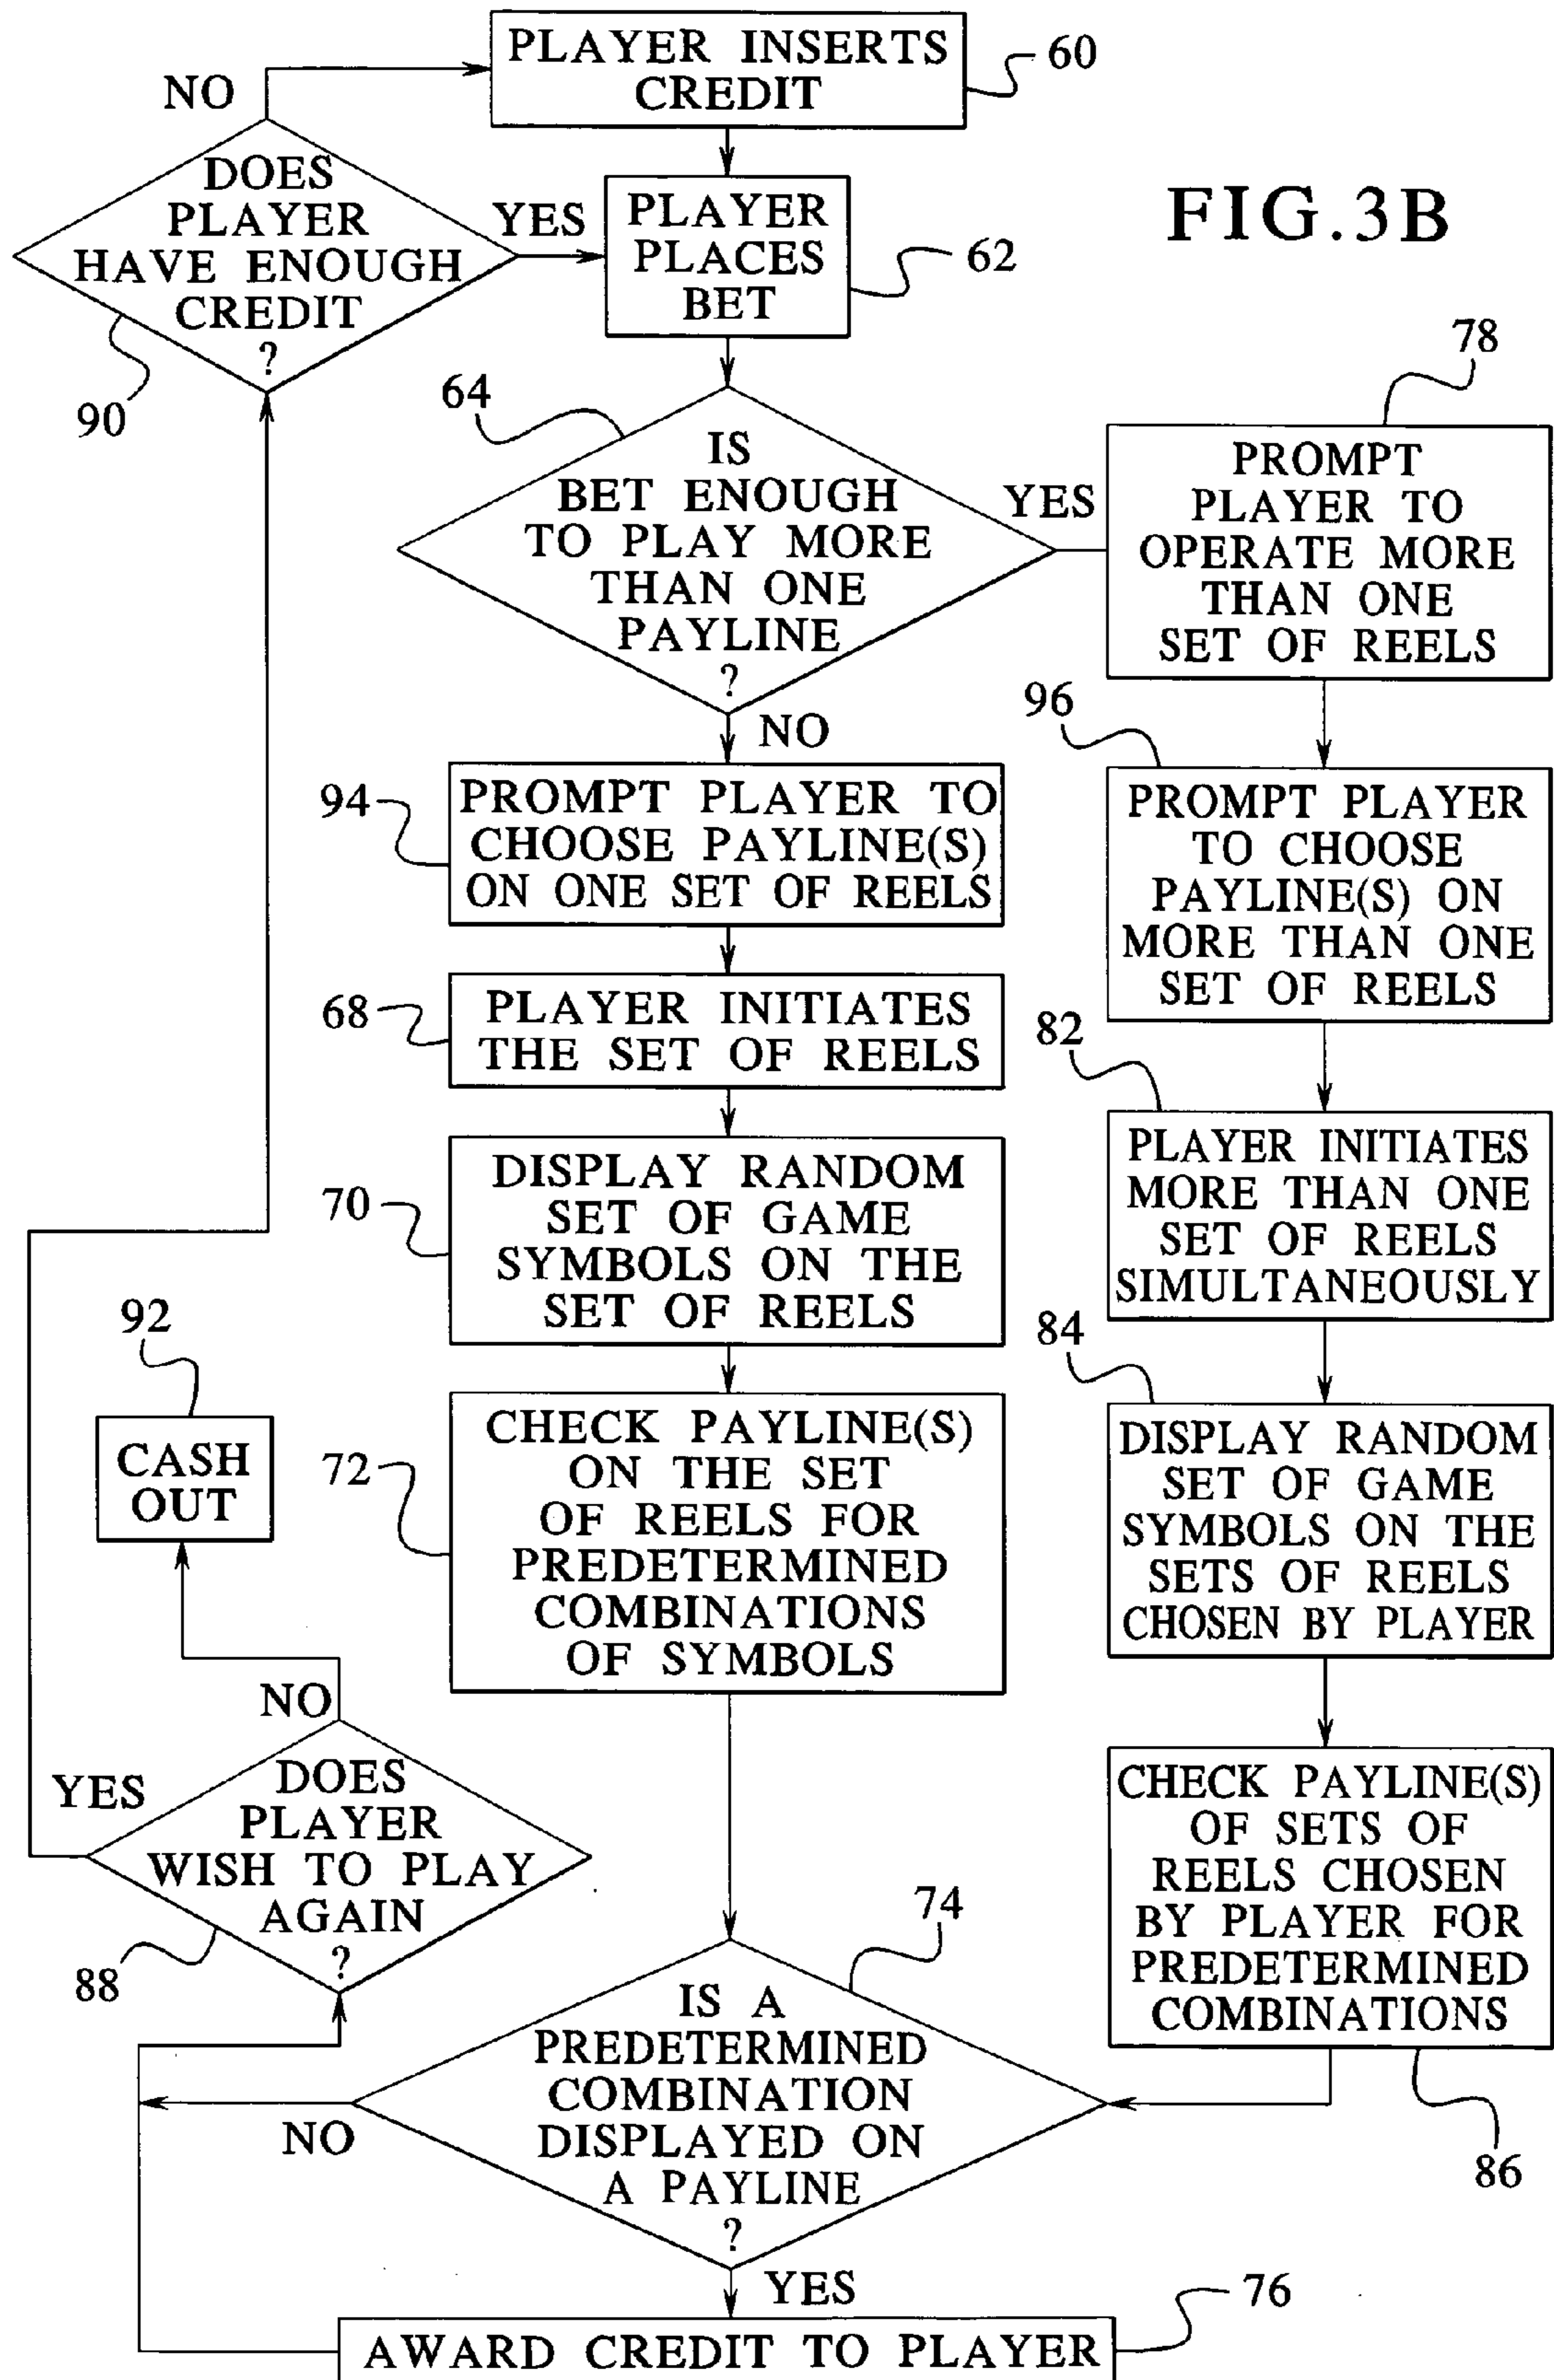 PLAYER INSERTS
CREDIT
60
NO
DOES
PLAYER
HAVE ENOUGH
CREDIT
?
90
YES
PLAYER
PLACES
BET
62
FIG.3B
64
IS
BET ENOUGH
TO PLAY MORE
THAN ONE
PAYLINE
?
YES
NO
78
PROMPT
PLAYER TO
OPERATE MORE
THAN ONE
SET OF REELS
94
PROMPT PLAYER TO
CHOOSE PAYLINE(S)
ON ONE SET OF REELS
96
PROMPT PLAYER
TO CHOOSE
PAYLINE(S) ON
MORE THAN ONE
SET OF REELS
68
PLAYER INITIATES
THE SET OF REELS
82
PLAYER INITIATES
MORE THAN ONE
SET OF REELS
SIMULTANEOUSLY
70
DISPLAY RANDOM
SET OF GAME
SYMBOLS ON THE
SET OF REELS
84
DISPLAY RANDOM
SET OF GAME
SYMBOLS ON THE
SETS OF REELS
CHOSEN BY PLAYER
92
CASH
OUT
72
CHECK PAYLINE(S)
ON THE SET
OF REELS FOR
PREDETERMINED
COMBINATIONS
OF SYMBOLS
NO
YES
DOES
PLAYER
WISH TO PLAY
AGAIN
?
88
CHECK PAYLINE(S)
OF SETS OF
REELS CHOSEN
BY PLAYER FOR
PREDETERMINED
COMBINATIONS
86
74
IS A
PREDETERMINED
COMBINATION
DISPLAYED ON
A PAYLINE
?
NO
YES
76
AWARD CREDIT TO PLAYER